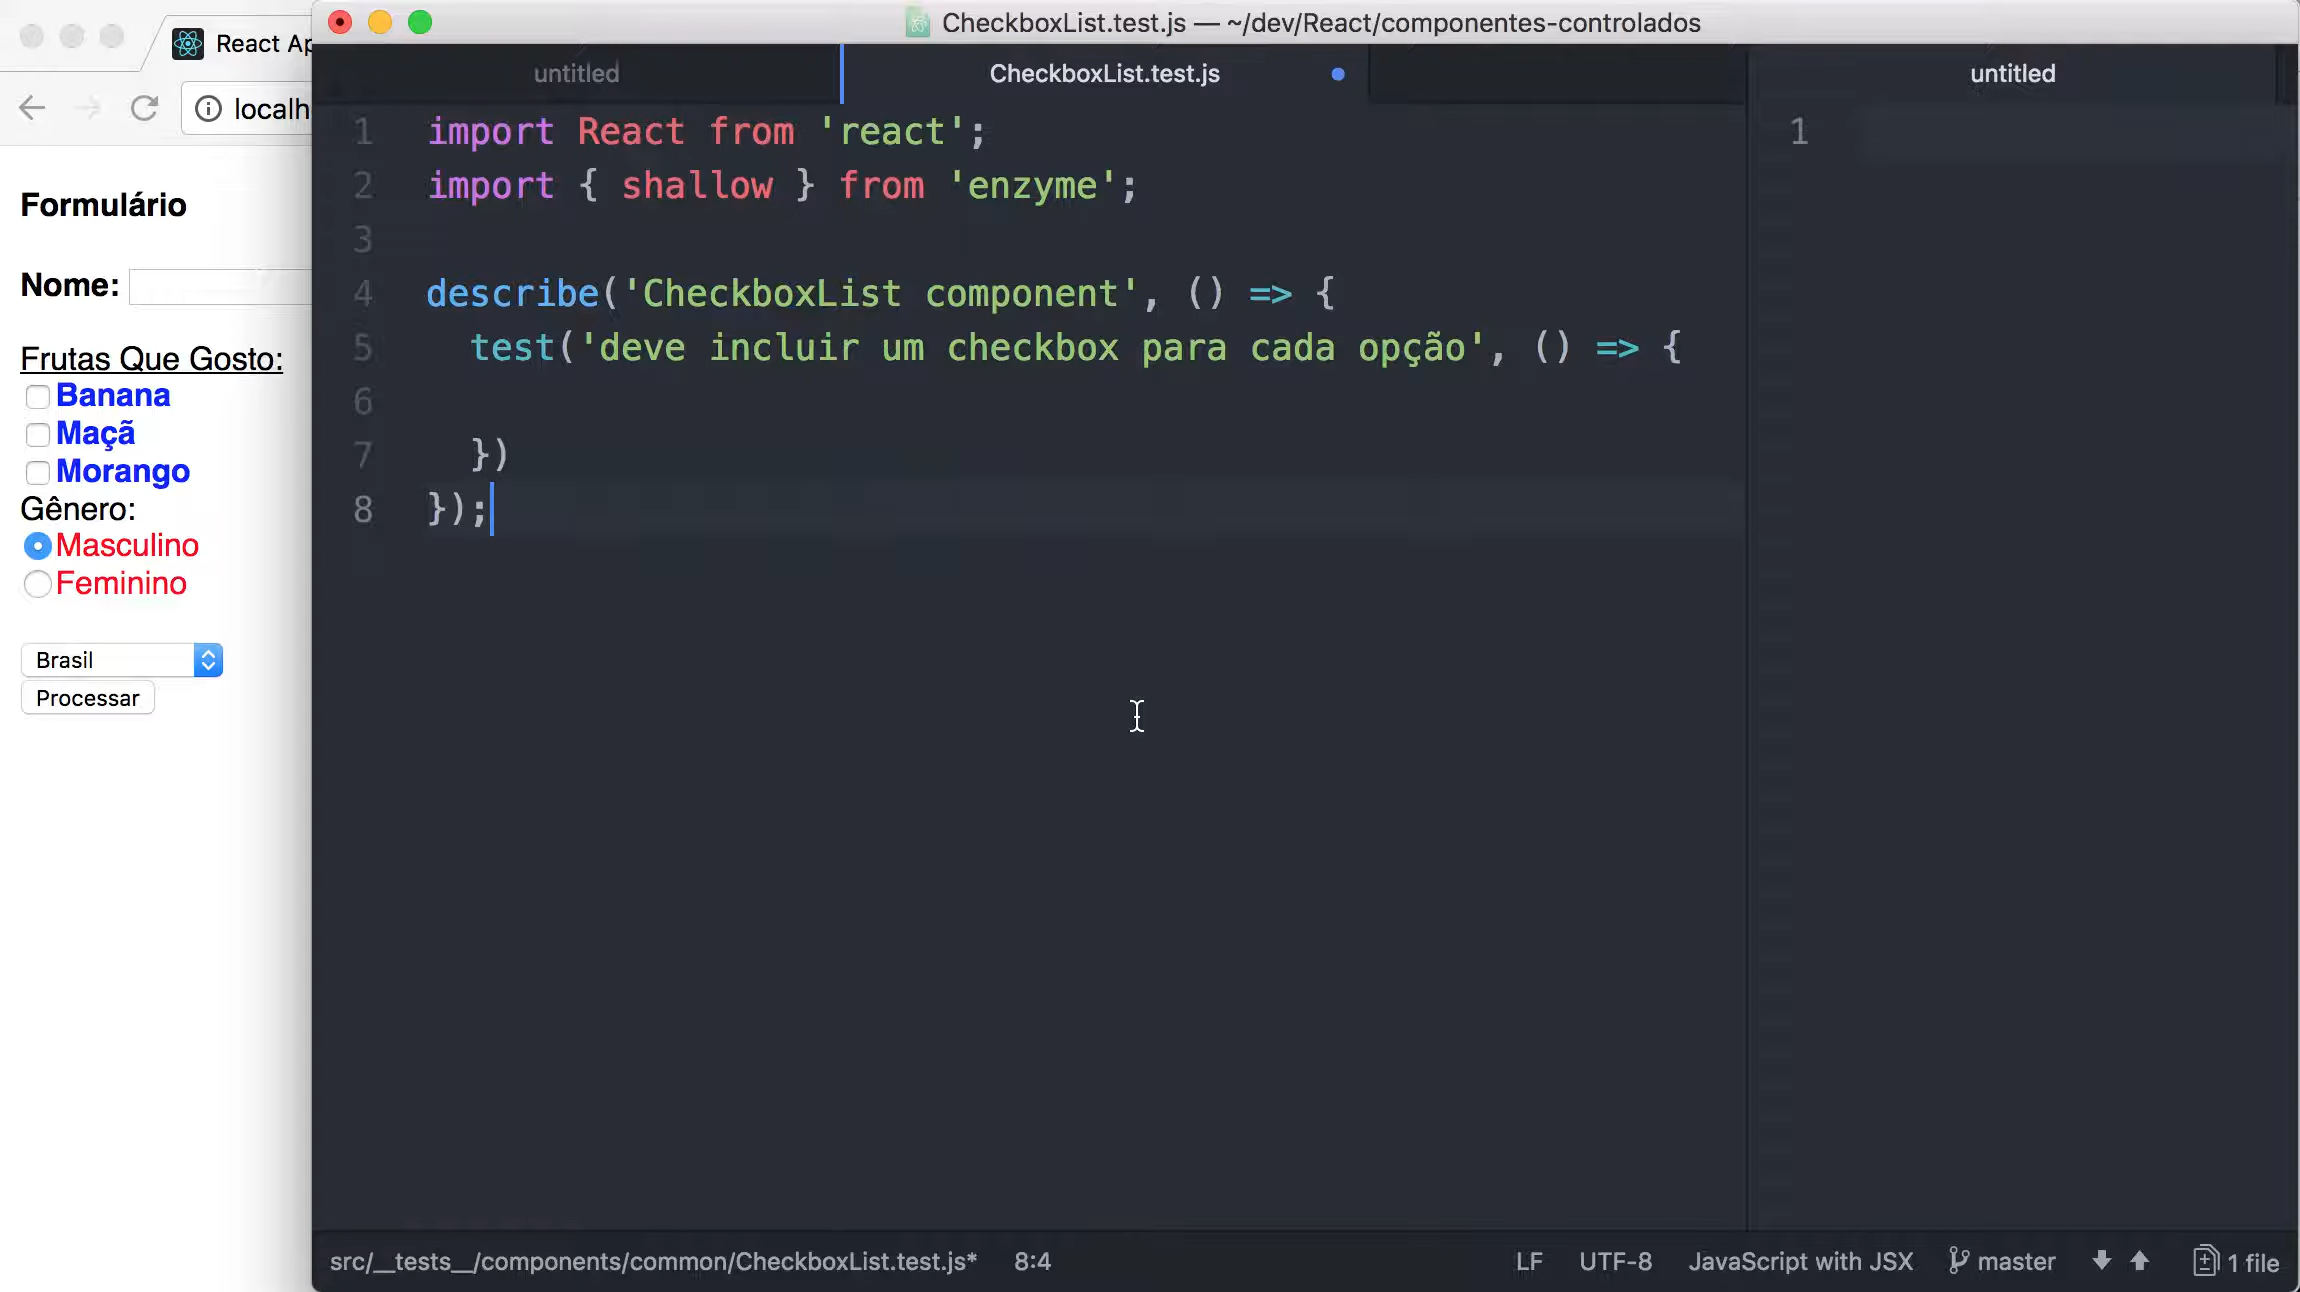 React Ap
localh
Formulário
Nome:
Frutas Que Gosto:
Banana
Maçã
Morango
Gênero:
Masculino
Feminino
Brasil
Processar
CheckboxList.test.js — ~/dev/React/componentes-controlados
untitled
CheckboxList.test.js
untitled
1 import React from 'react';
2 import { shallow } from 'enzyme';
3
4 describe('CheckboxList component', () => {
5 test('deve incluir um checkbox para cada opção', () => {
6
7 })
8 });
1
src/__tests__/components/common/CheckboxList.test.js* 8:4 LF UTF-8 JavaScript with JSX master 1 file